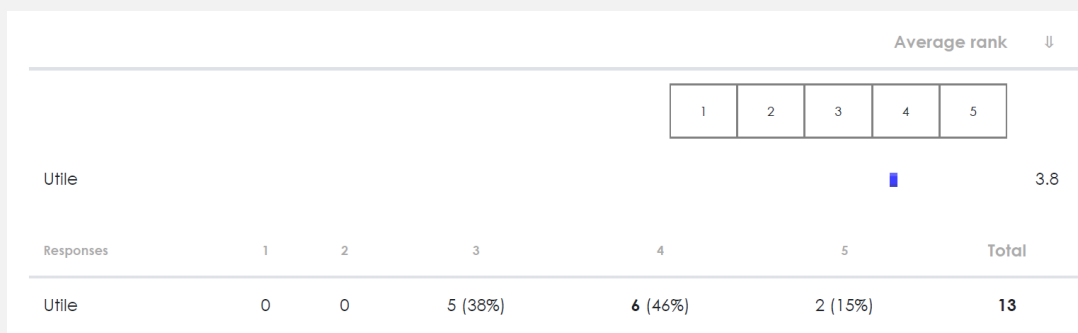 Average rank ⇓
1 2 3 4 5
Utile 3.8
Responses 1 2 3 4 5 Total
Utile 0 0 5 (38%) 6 (46%) 2 (15%) 13